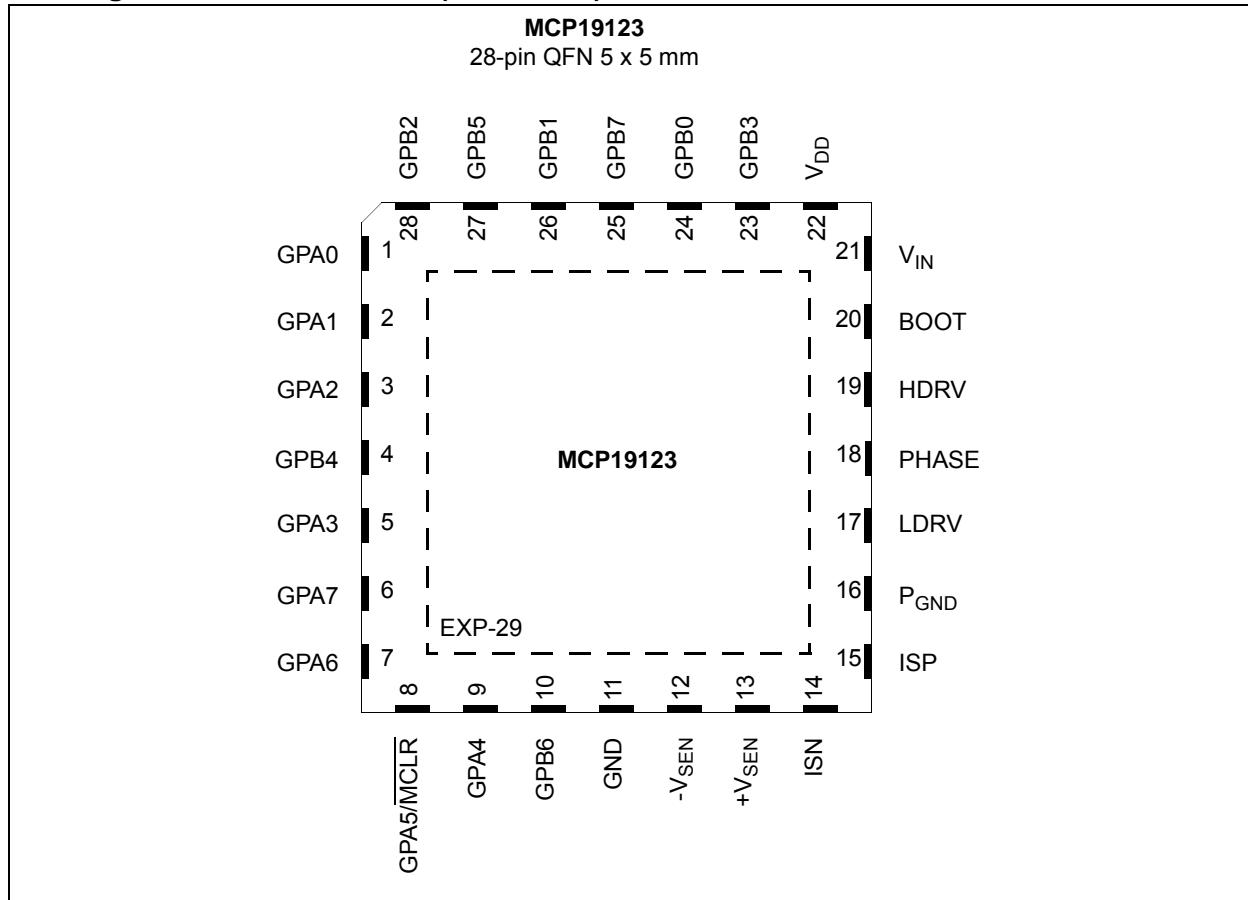 MCP19123
28-pin QFN 5 x 5 mm
GPB2
GPB5
GPB1
GPB7
GPB0
GPB3
VDD
28
27
26
25
24
23
22
GPA0 1
GPA1 2
GPA2 3
GPB4 4
GPA3 5
GPA7 6
GPA6 7
21 VIN
20 BOOT
19 HDRV
18 PHASE
17 LDRV
16 PGND
15 ISP
MCP19123
EXP-29
8
9
10
11
12
13
14
GPA5/MCLR
GPA4
GPB6
GND
-VSEN
+VSEN
ISN